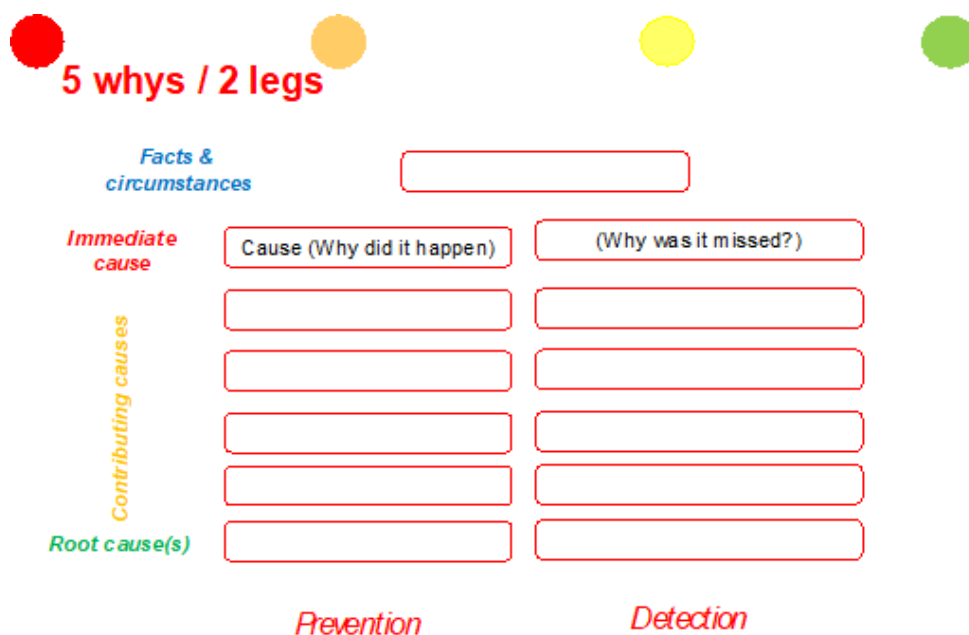 5 whys / 2 legs
Facts &
circumstances
Immediate
cause
Cause (Why did it happen)
(Why was it missed?)
Contributing causes
Root cause(s)
Prevention
Detection